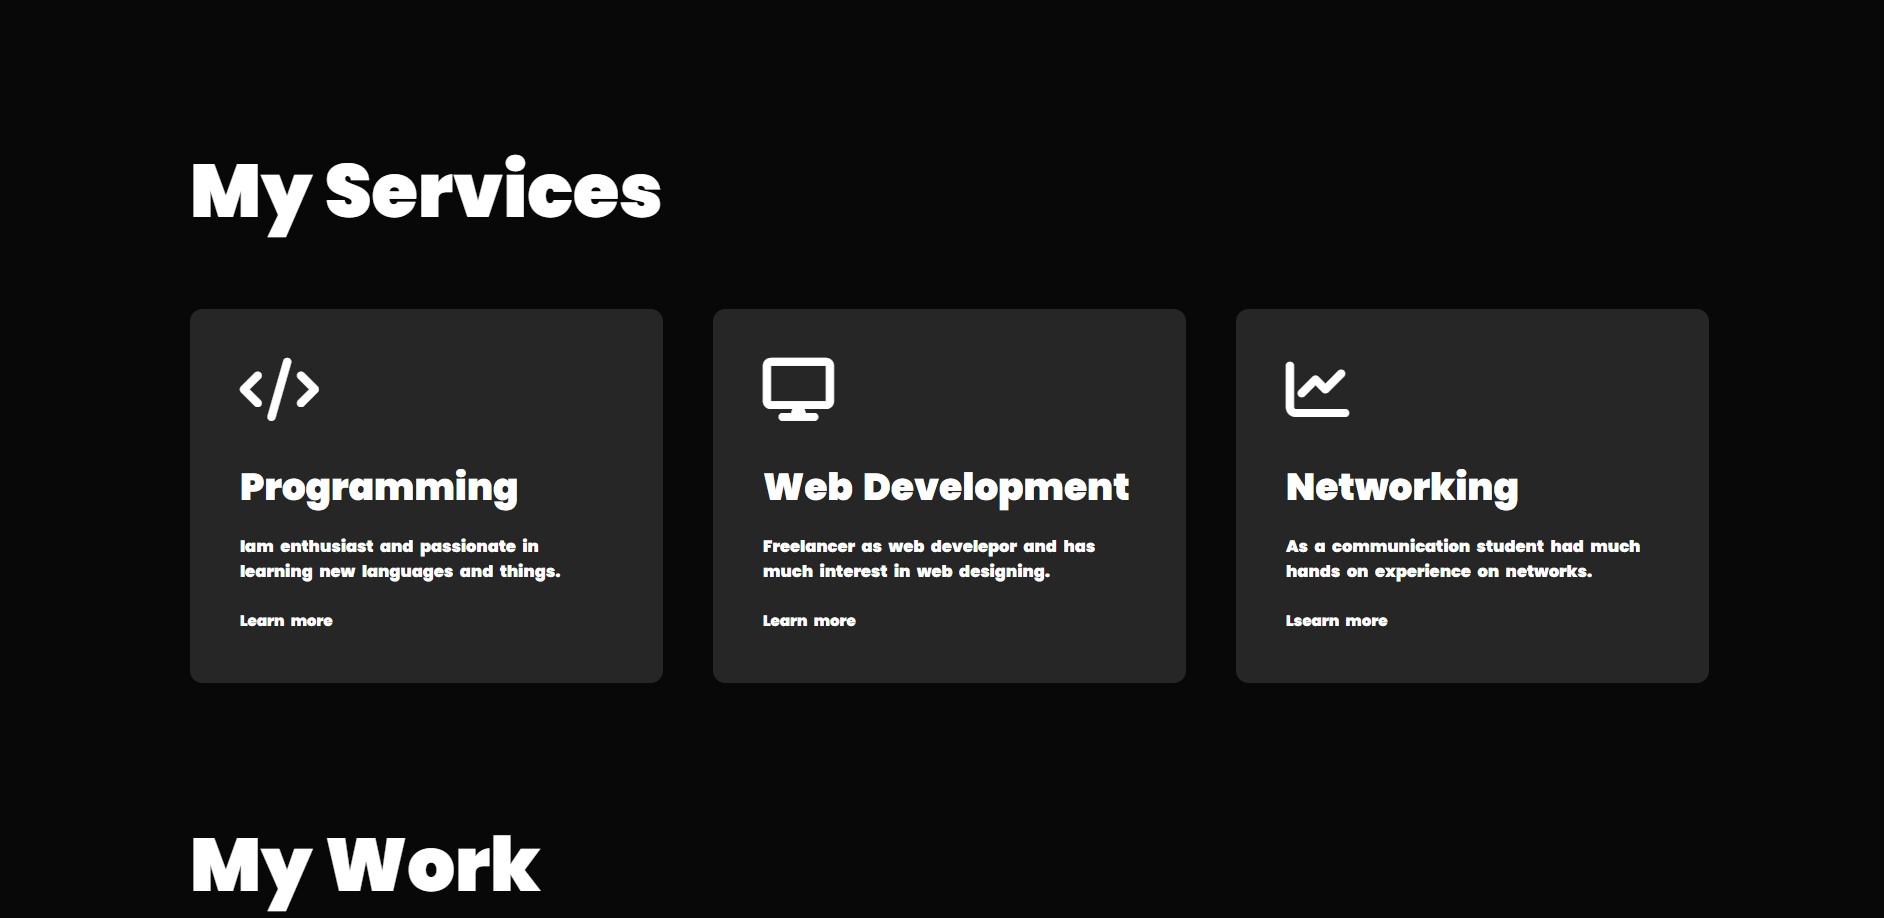 My Services
Programming
Iam enthusiast and passionate in
learning new languages and things.
Learn more
Web Development
Freelancer as web develepor and has
much interest in web designing.
Learn more
Networking
As a communication student had much
hands on experience on networks.
Lsearn more
My Work